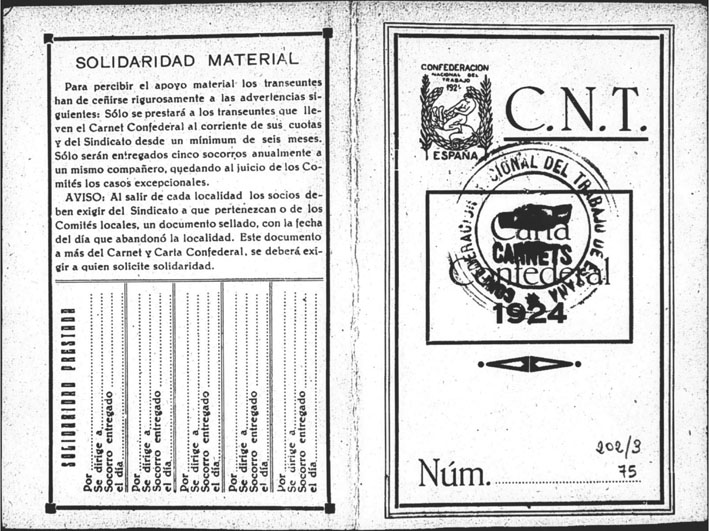 SOLIDARIDAD MATERIAL
Para percibir el apoyo material los transeuntes
han de ceñirse rigurosamente a las advertencias si-
guientes: Sólo se prestará a los transeuntes que lle-
ven el Carnet Confederal al corriente de sus cuotas
y del Sindicato desde un mínimum de seis meses.
Sólo serán entregados cinco socorros anualmente a
un mismo compañero, quedando al juicio de los Co-
mités los casos excepcionales.
AVISO: Al salir de cada localidad los socios de-
ben exigir del Sindicato a que pertenezcan o de los
Comités locales, un documento sellado, con la fecha
del día que abandonó la localidad. Este documento
a más del Carnet y Carta Confederal, se deberá exi-
gir a quien solicite solidaridad.
SOLIDARIDAD PRESTADA
Por
Se dirige a
Socorro entregado
el día
Por
Se dirige a
Socorro entregado
el día
Por
Se dirige a
Socorro entregado
el día
Por
Se dirige a
Socorro entregado
el día
Por
Se dirige a
Socorro entregado
el día
CONFEDERACION
NACIONAL DEL
TRABAJO
ESPAÑA
C.N.T.
CONFEDERACION NACIONAL DEL TRABAJO DE ESPAÑA
Carta
CARNETS
Confederal
1924
202/3
Núm. 75